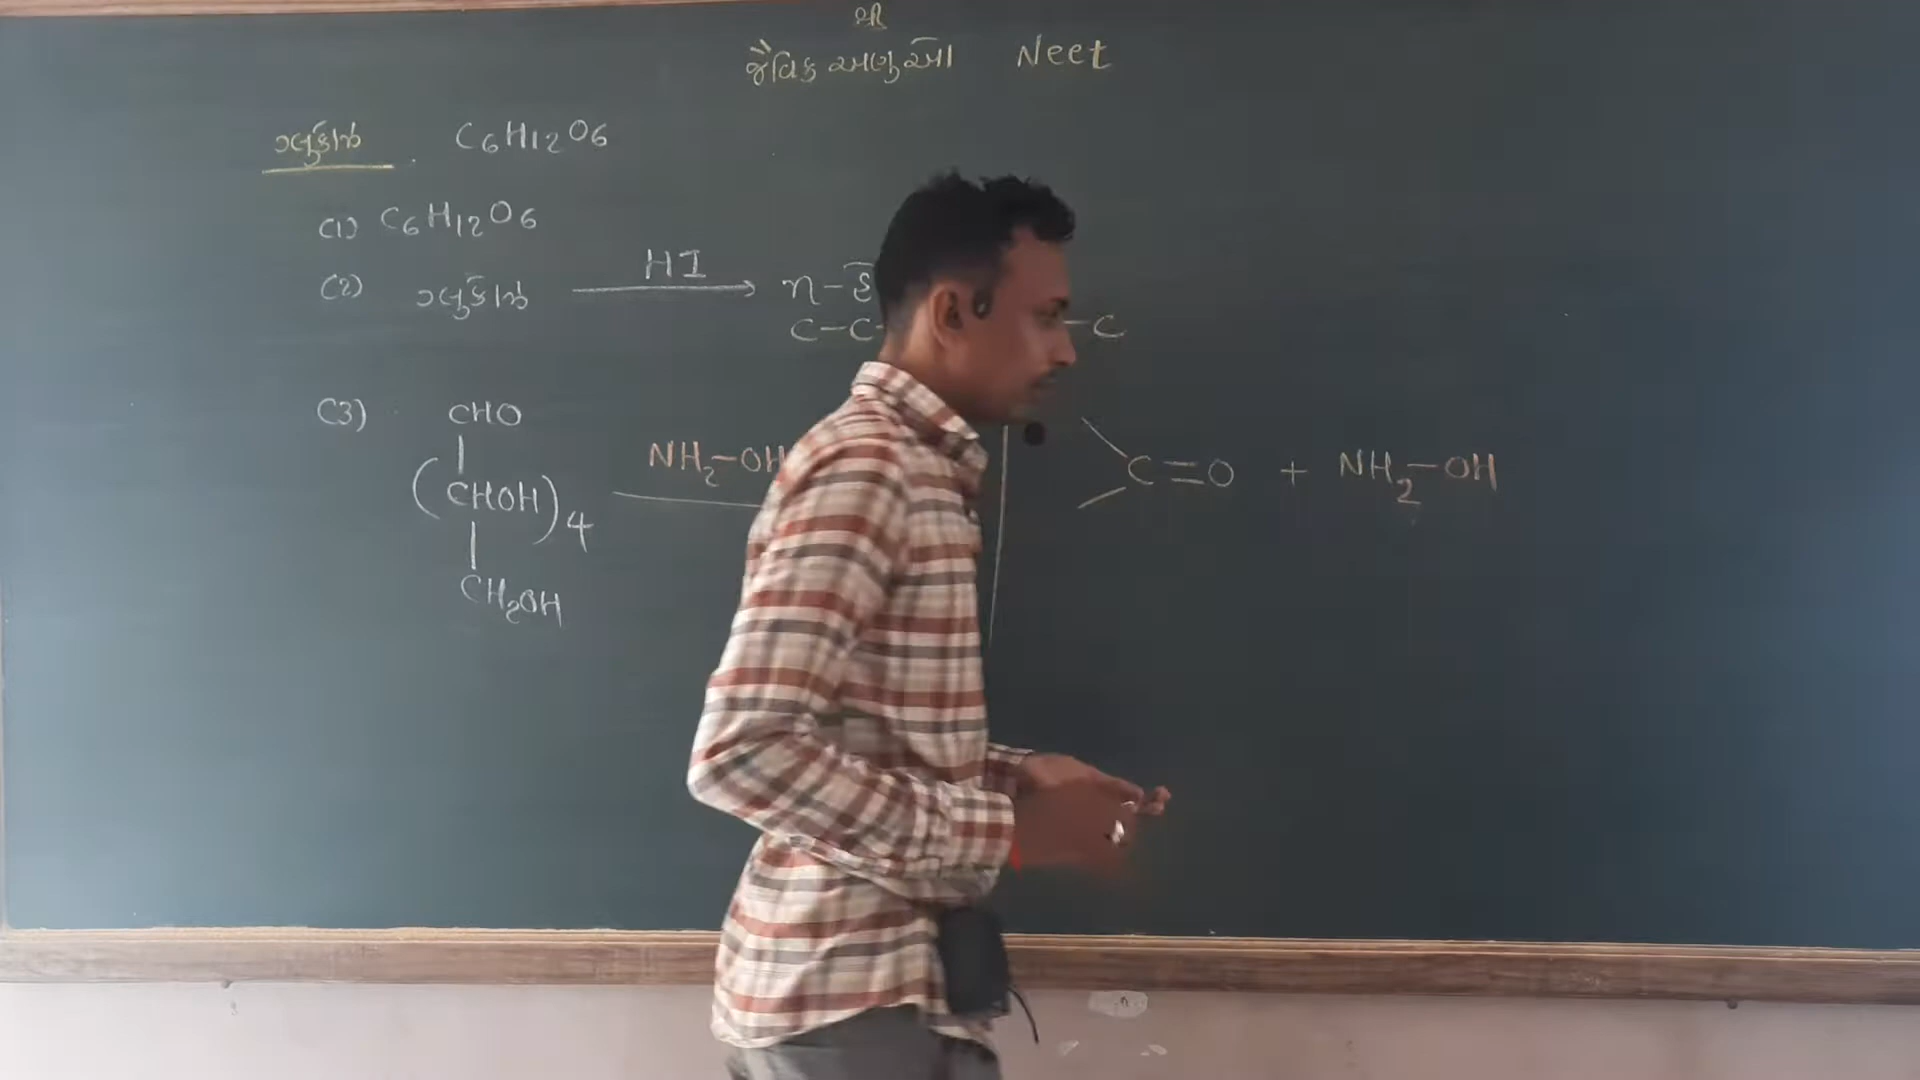 શ્રી
જૈવિક અણુઓ Neet
ગ્લુકોઝ. C6H12O6
(1) C6H12O6
(2) ગ્લુકોઝ HI → n-હે
C-C- -C
(3) CHO
(CHOH)4 NH2-OH
CH2OH
C=O + NH2-OH